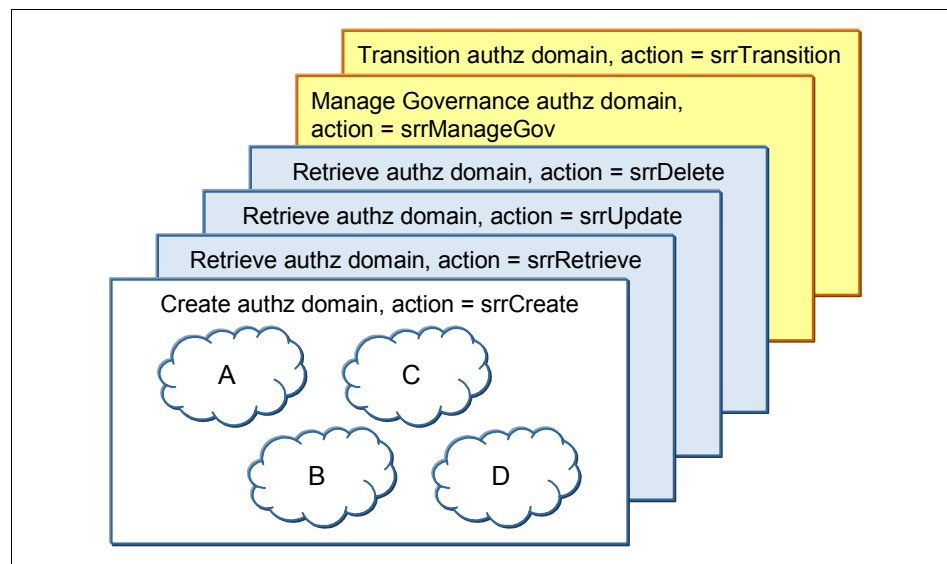 Transition authz domain, action = srrTransition
Manage Governance authz domain,
action = srrManageGov
Retrieve authz domain, action = srrDelete
Retrieve authz domain, action = srrUpdate
Retrieve authz domain, action = srrRetrieve
Create authz domain, action = srrCreate
A
C
B
D